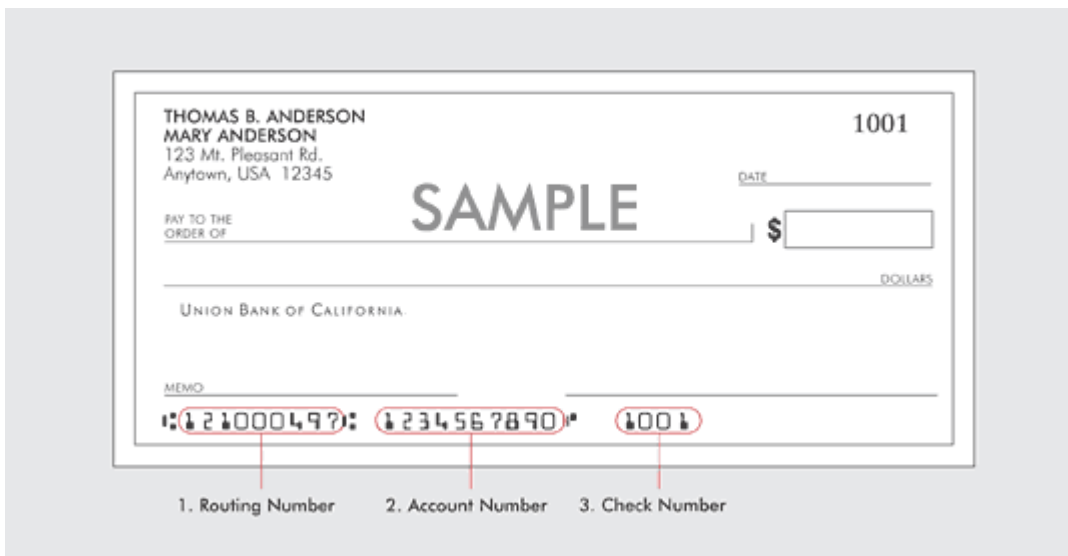 THOMAS B. ANDERSON
MARY ANDERSON
123 Mt. Pleasant Rd.
Anytown, USA 12345
1001
DATE
SAMPLE
PAY TO THE
ORDER OF
$
DOLLARS
UNION BANK OF CALIFORNIA
MEMO
⑆121000497⑆ 1234567890⑈ 1001
1. Routing Number 2. Account Number 3. Check Number